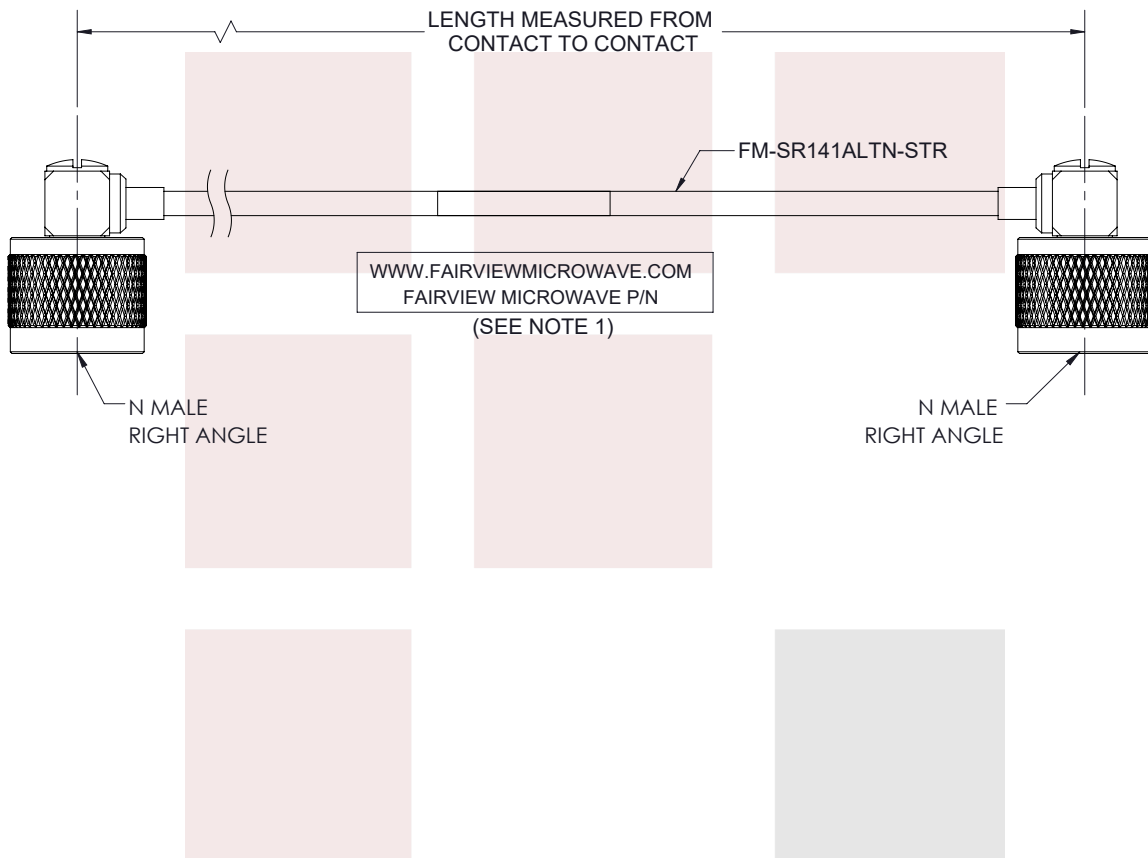 LENGTH MEASURED FROM
CONTACT TO CONTACT
FM-SR141ALTN-STR
WWW.FAIRVIEWMICROWAVE.COM
FAIRVIEW MICROWAVE P/N
(SEE NOTE 1)
N MALE
RIGHT ANGLE
N MALE
RIGHT ANGLE